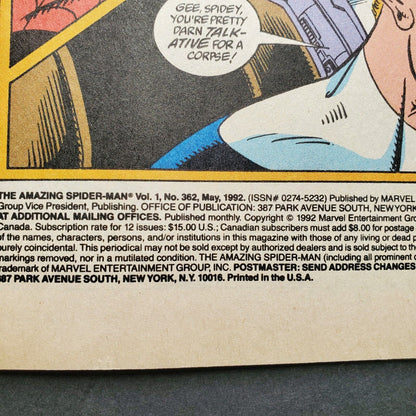 GEE, SPIDEY,
YOU'RE PRETTY
DARN TALK-
ATIVE FOR A
CORPSE!
THE AMAZING SPIDER-MAN® Vol. 1, No. 362, May, 1992. (ISSN# 0274-5232) Published by MARVEL
Group Vice President, Publishing. OFFICE OF PUBLICATION: 387 PARK AVENUE SOUTH, NEW YORK
AT ADDITIONAL MAILING OFFICES. Published monthly. Copyright © 1992 Marvel Entertainment Gr
Canada. Subscription rate for 12 issues: $15.00 U.S.; Canadian subscribers must add $8.00 for postage
of the names, characters, persons, and/or institutions in this magazine with those of any living or dead p
purely coincidental. This periodical may not be sold except by authorized dealers and is sold subject to the
markings removed, nor in a mutilated condition. THE AMAZING SPIDER-MAN (including all prominent c
trademark of MARVEL ENTERTAINMENT GROUP, INC. POSTMASTER: SEND ADDRESS CHANGES
387 PARK AVENUE SOUTH, NEW YORK, N.Y. 10016. Printed in the U.S.A.